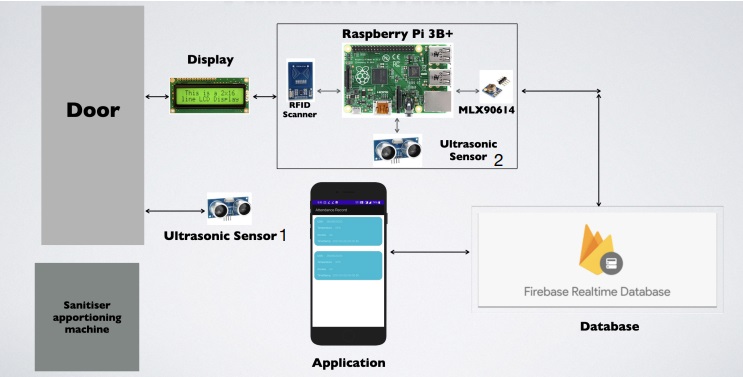 Raspberry Pi 3B+
Display
Door
This is a 2x16
line LCD Display
RFID
Scanner
MLX90614
Ultrasonic
Sensor 2
Ultrasonic Sensor 1
Attendance Record
Sanitiser
apportioning
machine
Firebase Realtime Database
Database
Application